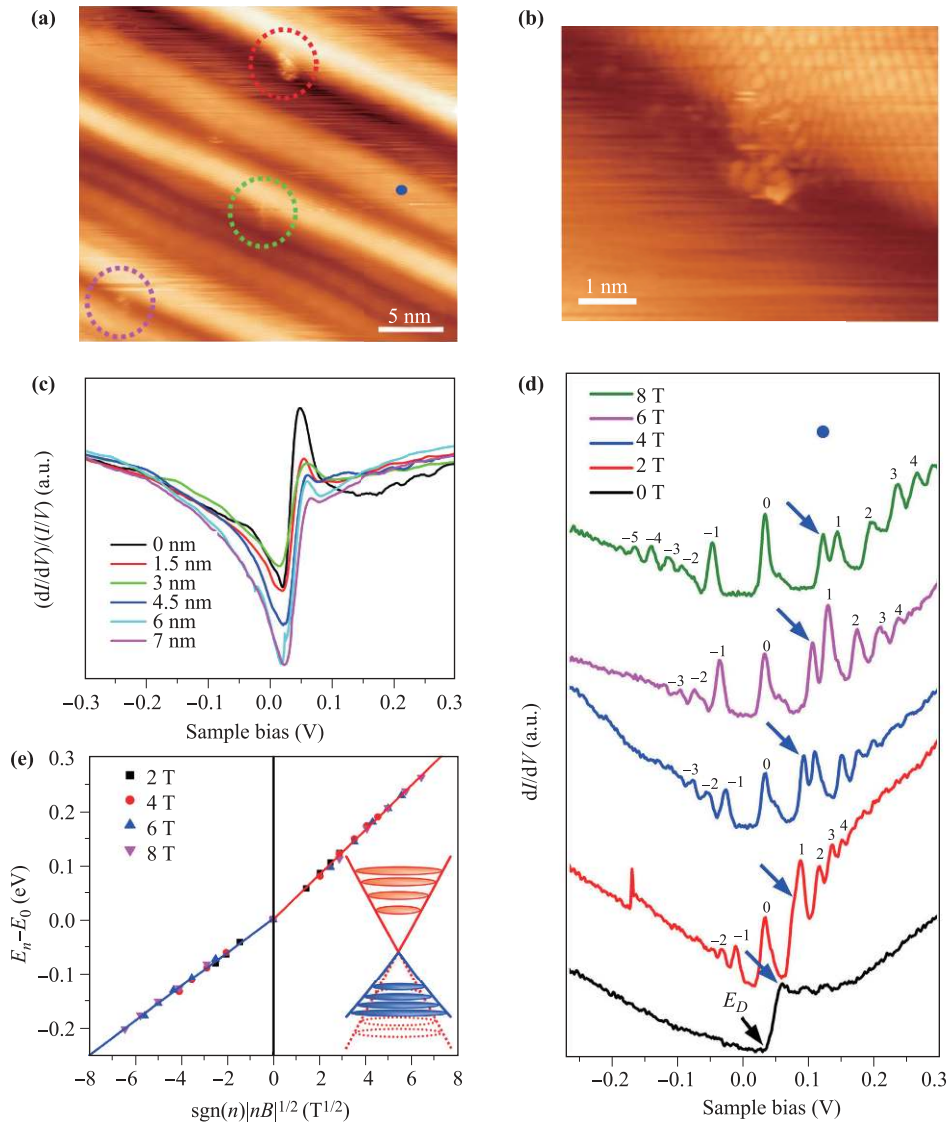 (a)
5 nm
(b)
1 nm
(c)
(dI/dV)/(I/V) (a.u.)
0 nm
1.5 nm
3 nm
4.5 nm
6 nm
7 nm
−0.3 −0.2 −0.1 0.0 0.1 0.2 0.3
Sample bias (V)
(d)
dI/dV (a.u.)
8 T
6 T
4 T
2 T
0 T
−5 −4 −3 −2 −1 0 1 2 3 4
−3 −2 −1 0 1 2 3 4
−3 −2 −1 0
−2 −1 0 1 2 3 4
E_D
−0.2 −0.1 0.0 0.1 0.2 0.3
Sample bias (V)
(e)
E_n−E_0 (eV)
0.3
0.2
0.1
0.0
−0.1
−0.2
2 T
4 T
6 T
8 T
−8 −6 −4 −2 0 2 4 6 8
sgn(n)|nB|^{1/2} (T^{1/2})